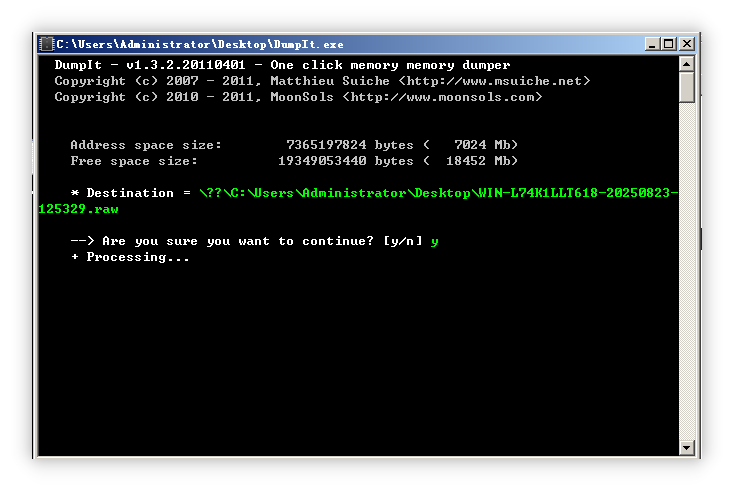 C:\Users\Administrator\Desktop\DumpIt.exe
DumpIt - v1.3.2.20110401 - One click memory memory dumper
Copyright (c) 2007 - 2011, Matthieu Suiche <http://www.msuiche.net>
Copyright (c) 2010 - 2011, MoonSols <http://www.moonsols.com>
Address space size: 7365197824 bytes ( 7024 Mb)
Free space size: 19349053440 bytes ( 18452 Mb)
* Destination = \??\C:\Users\Administrator\Desktop\WIN-L74K1LLT618-20250823-
125329.raw
--> Are you sure you want to continue? [y/n] y
+ Processing...